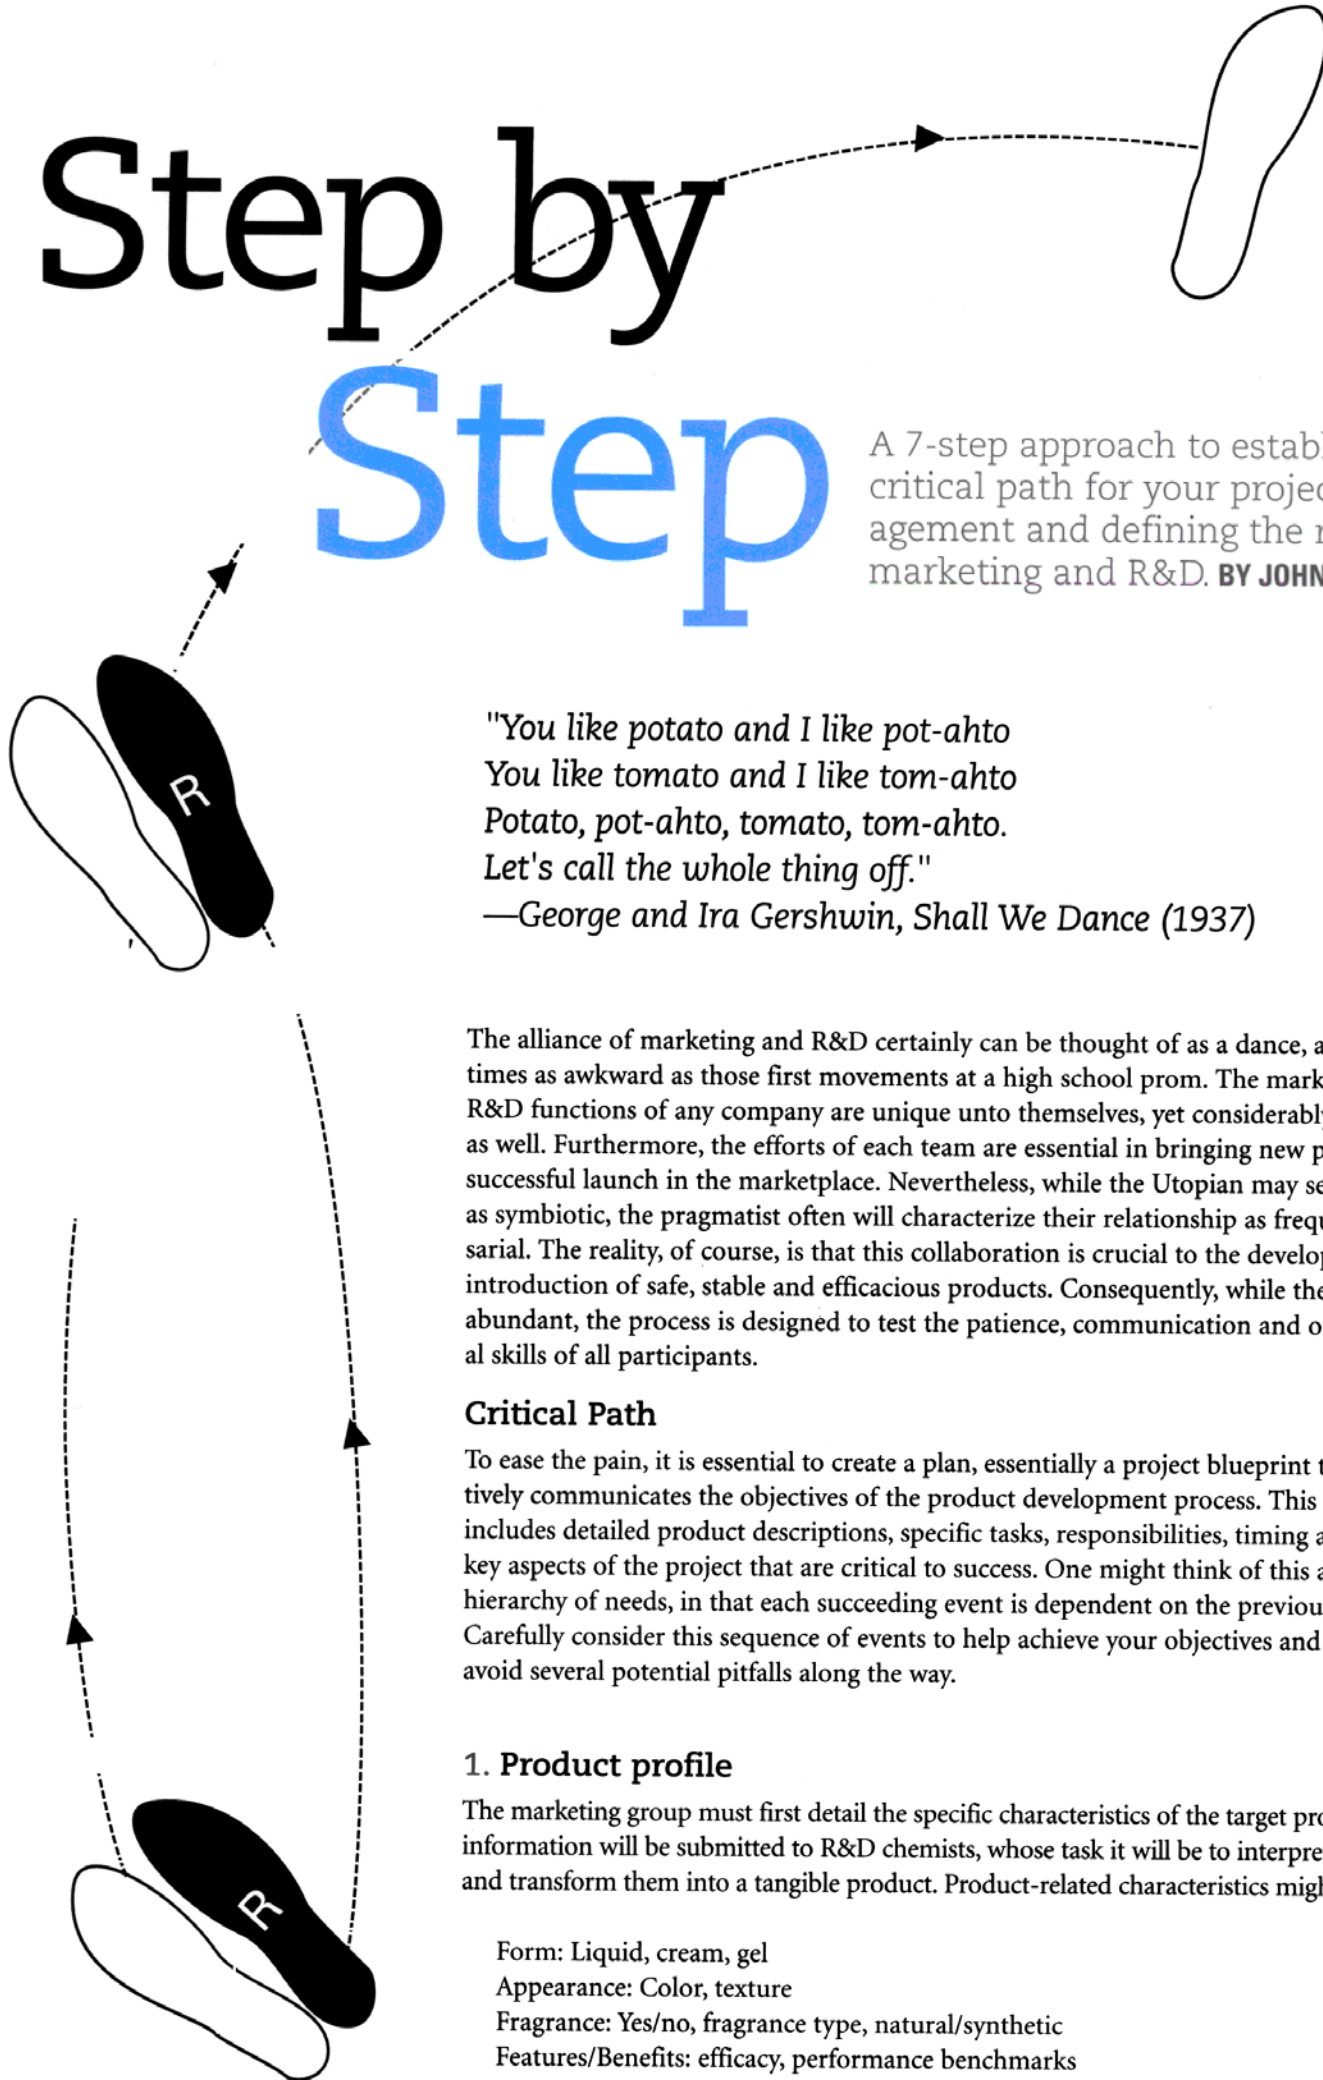 Step by
Step
A 7-step approach to estab
critical path for your projec
agement and defining the
marketing and R&D. BY JOHN
R
"You like potato and I like pot-ahto
You like tomato and I like tom-ahto
Potato, pot-ahto, tomato, tom-ahto.
Let's call the whole thing off."
—George and Ira Gershwin, Shall We Dance (1937)
The alliance of marketing and R&D certainly can be thought of as a dance, a
times as awkward as those first movements at a high school prom. The mark
R&D functions of any company are unique unto themselves, yet considerably
as well. Furthermore, the efforts of each team are essential in bringing new p
successful launch in the marketplace. Nevertheless, while the Utopian may se
as symbiotic, the pragmatist often will characterize their relationship as frequ
sarial. The reality, of course, is that this collaboration is crucial to the develop
introduction of safe, stable and efficacious products. Consequently, while the
abundant, the process is designed to test the patience, communication and o
al skills of all participants.
Critical Path
To ease the pain, it is essential to create a plan, essentially a project blueprint t
tively communicates the objectives of the product development process. This
includes detailed product descriptions, specific tasks, responsibilities, timing a
key aspects of the project that are critical to success. One might think of this a
hierarchy of needs, in that each succeeding event is dependent on the previou
Carefully consider this sequence of events to help achieve your objectives and
avoid several potential pitfalls along the way.
1. Product profile
The marketing group must first detail the specific characteristics of the target pro
information will be submitted to R&D chemists, whose task it will be to interpre
and transform them into a tangible product. Product-related characteristics migh
R
Form: Liquid, cream, gel
Appearance: Color, texture
Fragrance: Yes/no, fragrance type, natural/synthetic
Features/Benefits: efficacy, performance benchmarks